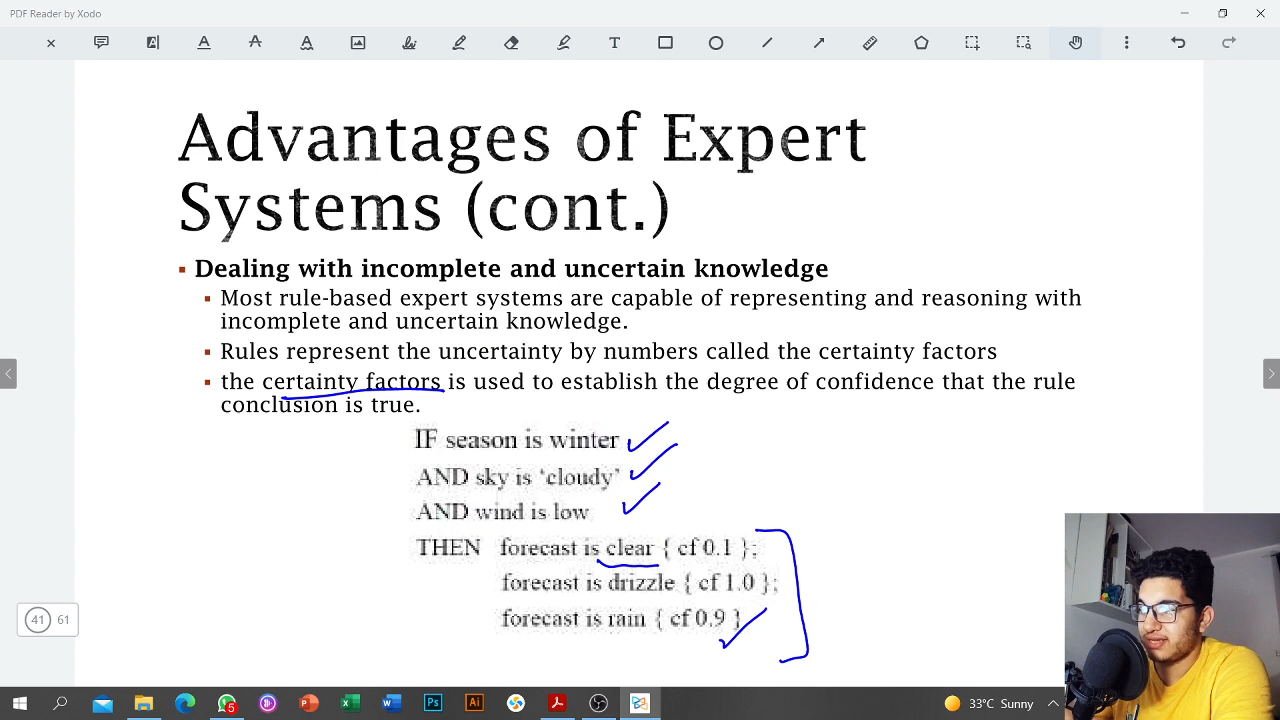 PDF Reader by Xodo
Advantages of Expert
Systems (cont.)
▪ Dealing with incomplete and uncertain knowledge
▪ Most rule-based expert systems are capable of representing and reasoning with
incomplete and uncertain knowledge.
▪ Rules represent the uncertainty by numbers called the certainty factors
▪ the certainty factors is used to establish the degree of confidence that the rule
conclusion is true.
IF season is winter
AND sky is ‘cloudy’
AND wind is low
THEN forecast is clear { cf 0.1 };
forecast is drizzle { cf 1.0 };
forecast is rain { cf 0.9 }
41 61
5
33°C Sunny